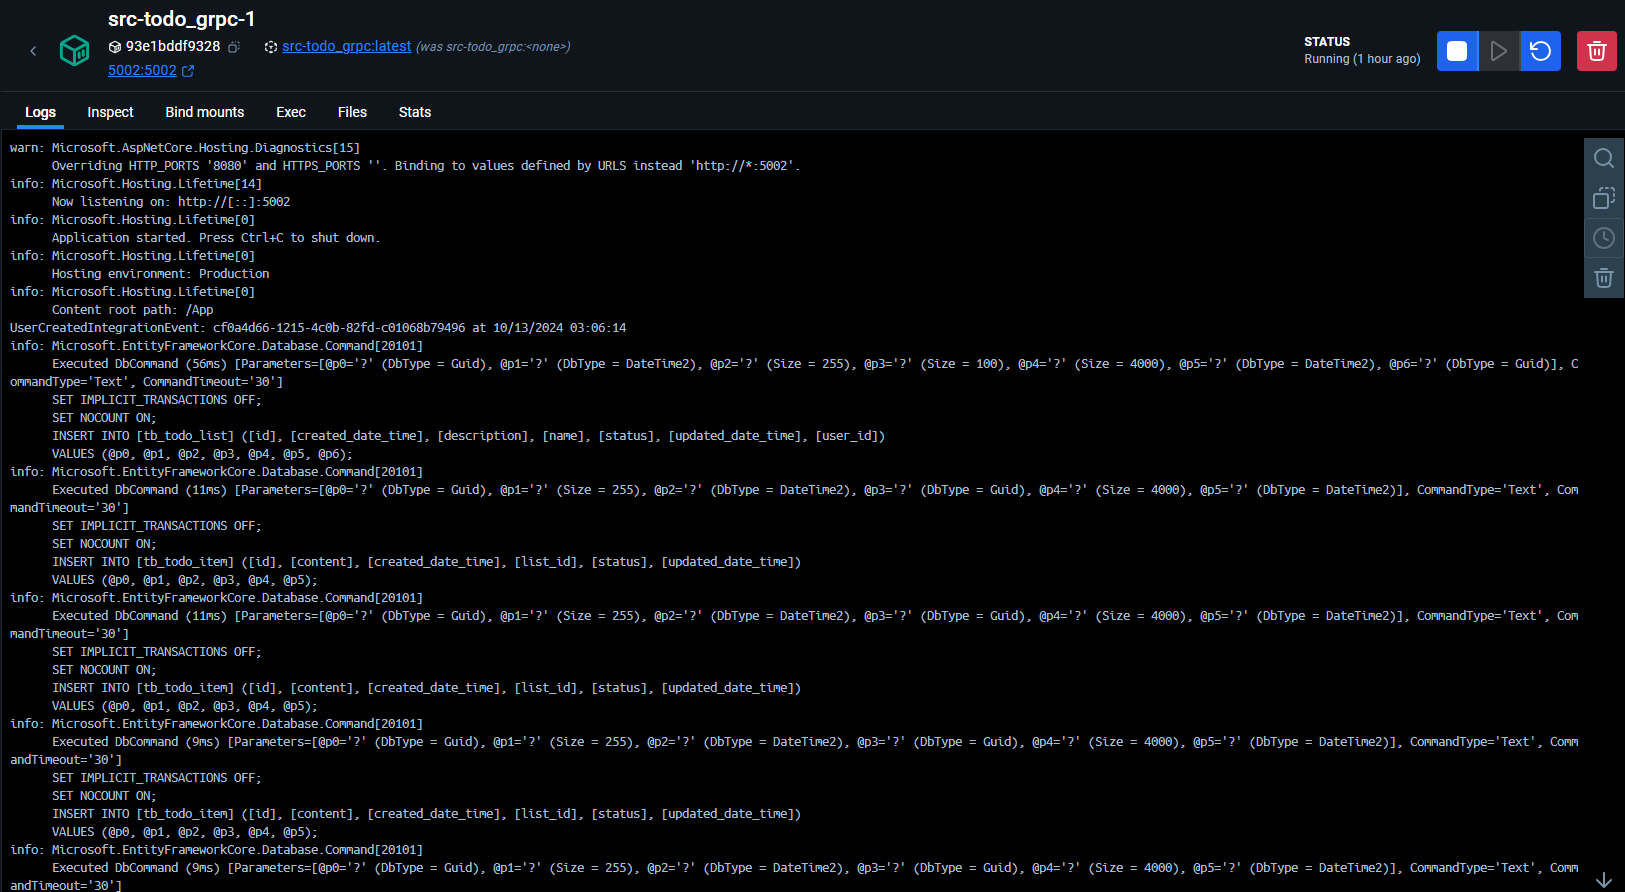 src-todo_grpc-1
93e1bddf9328 src-todo_grpc:latest (was src-todo_grpc:<none>)
5002:5002
STATUS
Running (1 hour ago)
Logs Inspect Bind mounts Exec Files Stats
warn: Microsoft.AspNetCore.Hosting.Diagnostics[15]
Overriding HTTP_PORTS '8080' and HTTPS_PORTS ''. Binding to values defined by URLS instead 'http://*:5002'.
info: Microsoft.Hosting.Lifetime[14]
Now listening on: http://[::]:5002
info: Microsoft.Hosting.Lifetime[0]
Application started. Press Ctrl+C to shut down.
info: Microsoft.Hosting.Lifetime[0]
Hosting environment: Production
info: Microsoft.Hosting.Lifetime[0]
Content root path: /App
UserCreatedIntegrationEvent: cf0a4d66-1215-4c0b-82fd-c01068b79496 at 10/13/2024 03:06:14
info: Microsoft.EntityFrameworkCore.Database.Command[20101]
Executed DbCommand (56ms) [Parameters=[@p0='?' (DbType = Guid), @p1='?' (DbType = DateTime2), @p2='?' (Size = 255), @p3='?' (Size = 100), @p4='?' (Size = 4000), @p5='?' (DbType = DateTime2), @p6='?' (DbType = Guid)], C
ommandType='Text', CommandTimeout='30']
SET IMPLICIT_TRANSACTIONS OFF;
SET NOCOUNT ON;
INSERT INTO [tb_todo_list] ([id], [created_date_time], [description], [name], [status], [updated_date_time], [user_id])
VALUES (@p0, @p1, @p2, @p3, @p4, @p5, @p6);
info: Microsoft.EntityFrameworkCore.Database.Command[20101]
Executed DbCommand (11ms) [Parameters=[@p0='?' (DbType = Guid), @p1='?' (Size = 255), @p2='?' (DbType = DateTime2), @p3='?' (DbType = Guid), @p4='?' (Size = 4000), @p5='?' (DbType = DateTime2)], CommandType='Text', Com
mandTimeout='30']
SET IMPLICIT_TRANSACTIONS OFF;
SET NOCOUNT ON;
INSERT INTO [tb_todo_item] ([id], [content], [created_date_time], [list_id], [status], [updated_date_time])
VALUES (@p0, @p1, @p2, @p3, @p4, @p5);
info: Microsoft.EntityFrameworkCore.Database.Command[20101]
Executed DbCommand (11ms) [Parameters=[@p0='?' (DbType = Guid), @p1='?' (Size = 255), @p2='?' (DbType = DateTime2), @p3='?' (DbType = Guid), @p4='?' (Size = 4000), @p5='?' (DbType = DateTime2)], CommandType='Text', Com
mandTimeout='30']
SET IMPLICIT_TRANSACTIONS OFF;
SET NOCOUNT ON;
INSERT INTO [tb_todo_item] ([id], [content], [created_date_time], [list_id], [status], [updated_date_time])
VALUES (@p0, @p1, @p2, @p3, @p4, @p5);
info: Microsoft.EntityFrameworkCore.Database.Command[20101]
Executed DbCommand (9ms) [Parameters=[@p0='?' (DbType = Guid), @p1='?' (Size = 255), @p2='?' (DbType = DateTime2), @p3='?' (DbType = Guid), @p4='?' (Size = 4000), @p5='?' (DbType = DateTime2)], CommandType='Text', Comm
andTimeout='30']
SET IMPLICIT_TRANSACTIONS OFF;
SET NOCOUNT ON;
INSERT INTO [tb_todo_item] ([id], [content], [created_date_time], [list_id], [status], [updated_date_time])
VALUES (@p0, @p1, @p2, @p3, @p4, @p5);
info: Microsoft.EntityFrameworkCore.Database.Command[20101]
Executed DbCommand (9ms) [Parameters=[@p0='?' (DbType = Guid), @p1='?' (Size = 255), @p2='?' (DbType = DateTime2), @p3='?' (DbType = Guid), @p4='?' (Size = 4000), @p5='?' (DbType = DateTime2)], CommandType='Text', Comm
andTimeout='30']